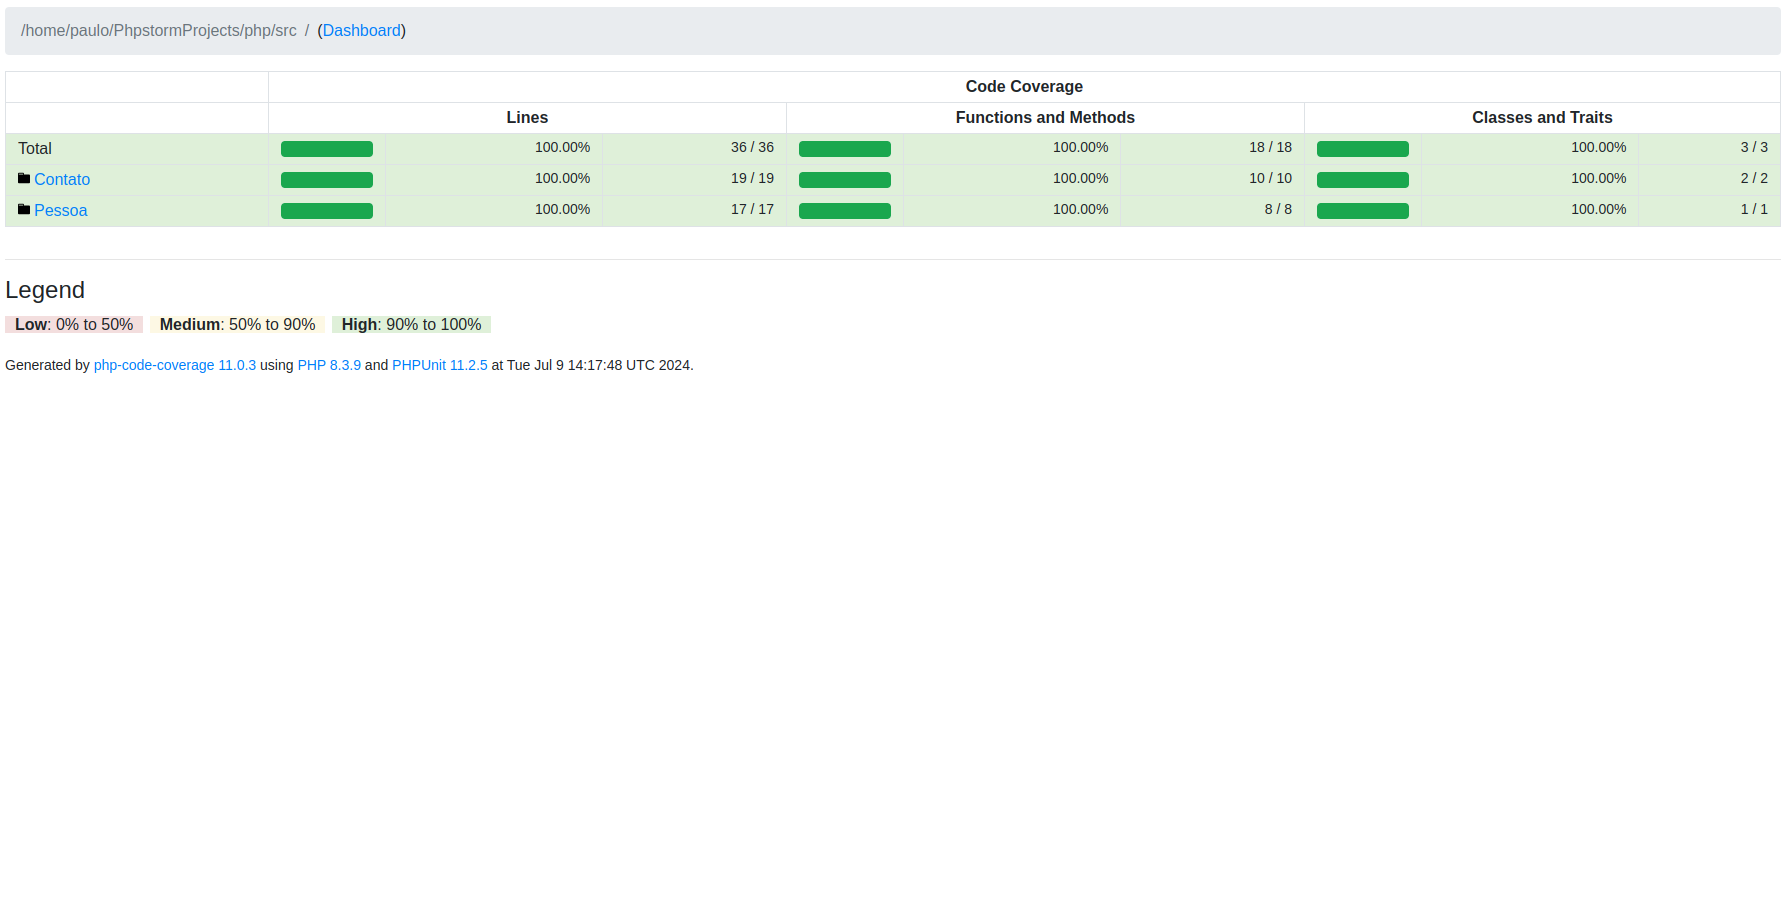 /home/paulo/PhpstormProjects/php/src / (Dashboard)
Code Coverage
Lines Functions and Methods Classes and Traits
Total 100.00% 36 / 36 100.00% 18 / 18 100.00% 3 / 3
Contato 100.00% 19 / 19 100.00% 10 / 10 100.00% 2 / 2
Pessoa 100.00% 17 / 17 100.00% 8 / 8 100.00% 1 / 1
Legend
Low: 0% to 50% Medium: 50% to 90% High: 90% to 100%
Generated by php-code-coverage 11.0.3 using PHP 8.3.9 and PHPUnit 11.2.5 at Tue Jul 9 14:17:48 UTC 2024.